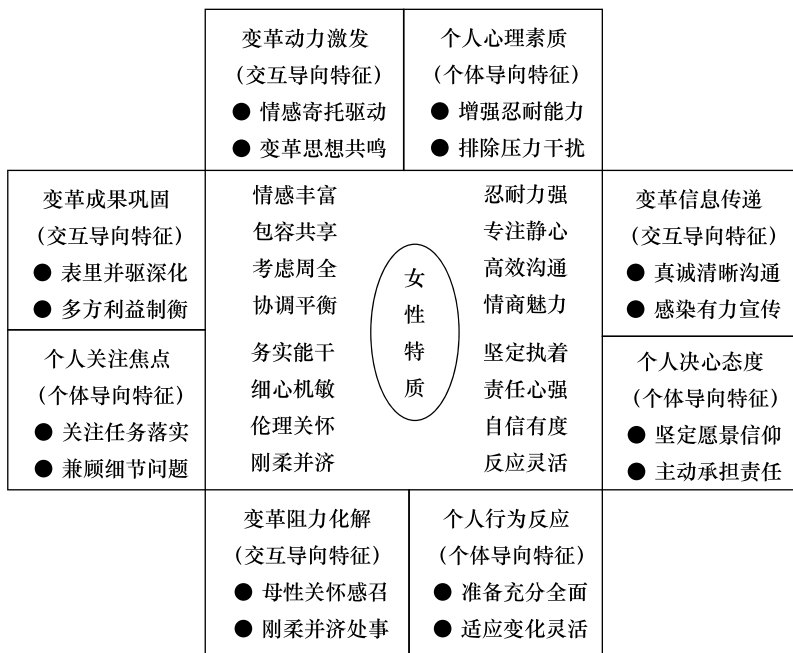 变革动力激发
（交互导向特征）
● 情感寄托驱动
● 变革思想共鸣
个人心理素质
（个体导向特征）
● 增强忍耐能力
● 排除压力干扰
变革成果巩固
（交互导向特征）
● 表里并驱深化
● 多方利益制衡
个人关注焦点
（个体导向特征）
● 关注任务落实
● 兼顾细节问题
情感丰富
包容共享
考虑周全
协调平衡
务实能干
细心机敏
伦理关怀
刚柔并济
女
性
特
质
忍耐力强
专注静心
高效沟通
情商魅力
坚定执着
责任心强
自信有度
反应灵活
变革信息传递
（交互导向特征）
● 真诚清晰沟通
● 感染有力宣传
个人决心态度
（个体导向特征）
● 坚定愿景信仰
● 主动承担责任
变革阻力化解
（交互导向特征）
● 母性关怀感召
● 刚柔并济处事
个人行为反应
（个体导向特征）
● 准备充分全面
● 适应变化灵活